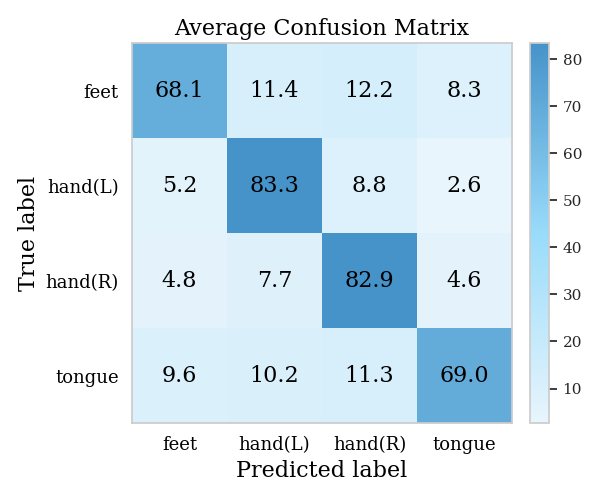 Average Confusion Matrix
feet 68.1 11.4 12.2 8.3
hand(L) 5.2 83.3 8.8 2.6
hand(R) 4.8 7.7 82.9 4.6
tongue 9.6 10.2 11.3 69.0
feet hand(L) hand(R) tongue
Predicted label
True label
80
70
60
50
40
30
20
10